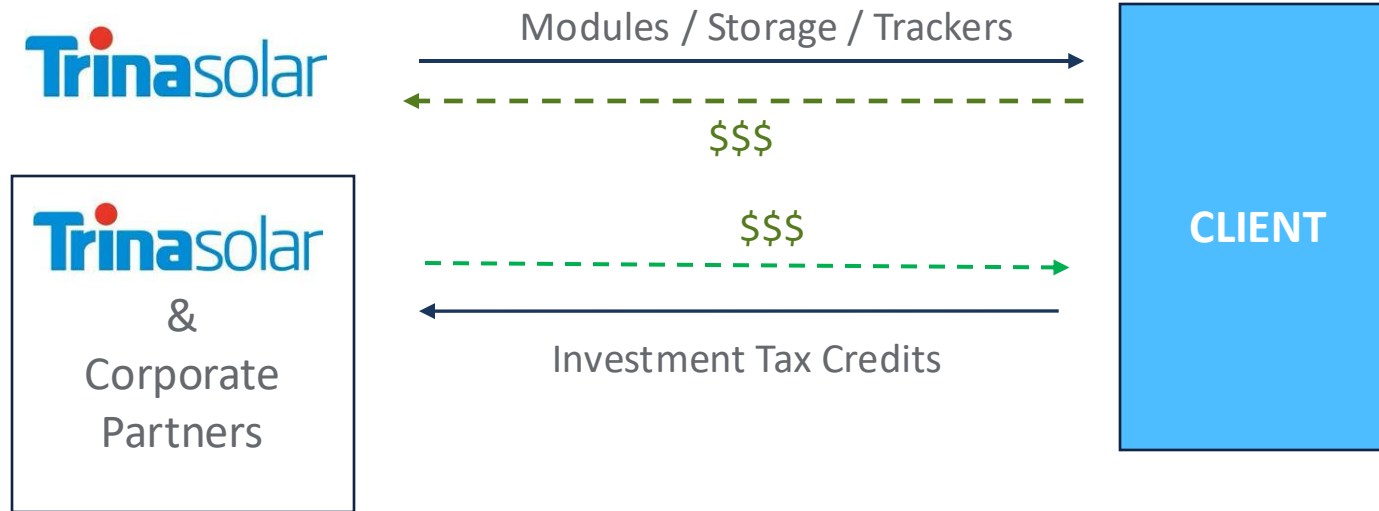 Trinasolar
Modules / Storage / Trackers
$$$
Trinasolar
&
Corporate
Partners
$$$
Investment Tax Credits
CLIENT